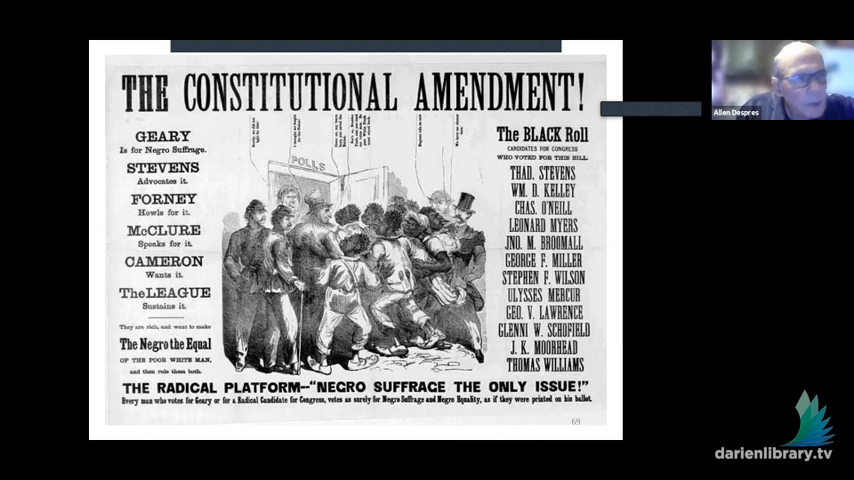 THE CONSTITUTIONAL AMENDMENT!
GEARY
Is for Negro Suffrage.
STEVENS
Advocates it.
FORNEY
Howls for it.
McCLURE
Speaks for it.
CAMERON
Wants it.
The LEAGUE
Sustains it.
They are rich, and want to make
The Negro the Equal
OF THE POOR WHITE MAN,
and then rule them both.
POLLS
The BLACK Roll
CANDIDATES FOR CONGRESS
WHO VOTED FOR THIS BILL.
THAD. STEVENS
WM. D. KELLEY
CHAS. O'NEILL
LEONARD MYERS
JNO. M. BROOMALL
GEORGE F. MILLER
STEPHEN F. WILSON
ULYSSES MERCUR
GEO. V. LAWRENCE
GLENNI W. SCHOFIELD
J. K. MOORHEAD
THOMAS WILLIAMS
THE RADICAL PLATFORM--"NEGRO SUFFRAGE THE ONLY ISSUE!"
Every man who votes for Geary or for a Radical Candidate for Congress, votes as surely for Negro Suffrage and Negro Equality, as if they were printed on his ballot.
69
Allen Despres
darienlibrary.tv